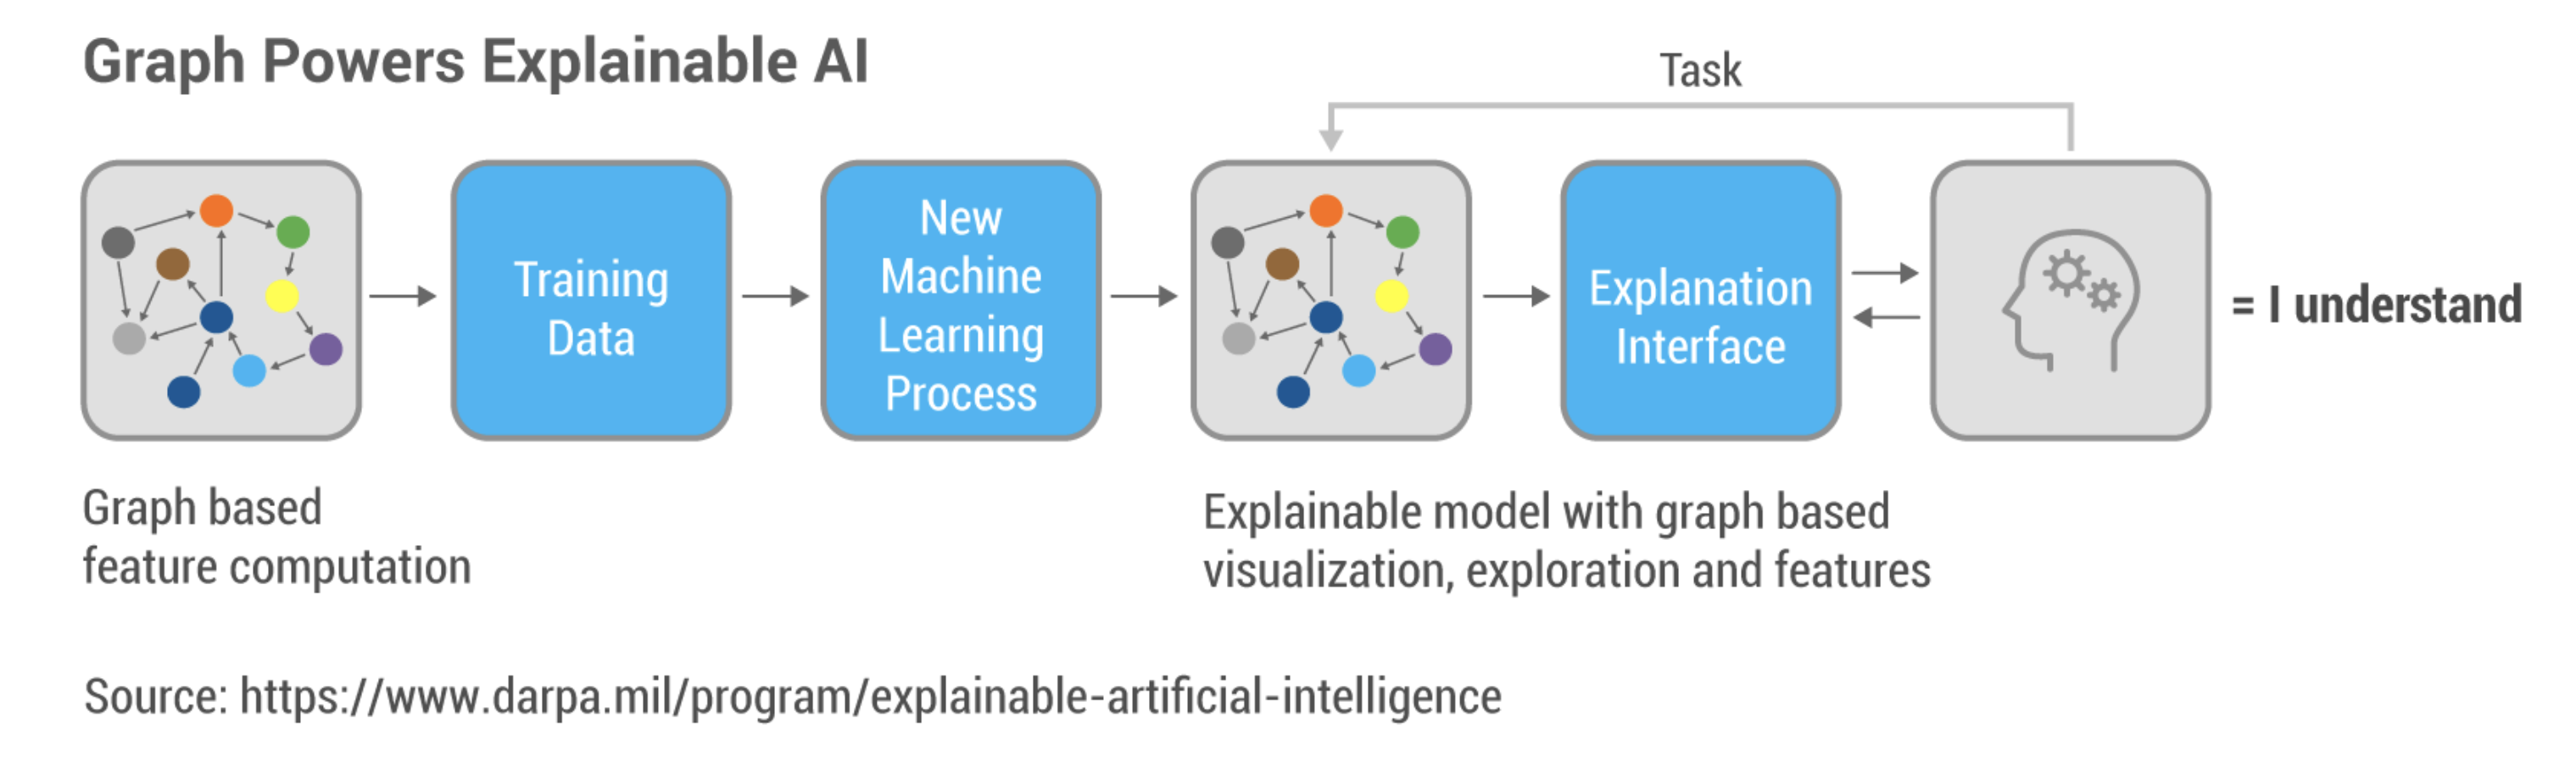 Graph Powers Explainable AI
Task
Training
Data
New
Machine
Learning
Process
Explanation
Interface
= I understand
Graph based
feature computation
Explainable model with graph based
visualization, exploration and features
Source: https://www.darpa.mil/program/explainable-artificial-intelligence